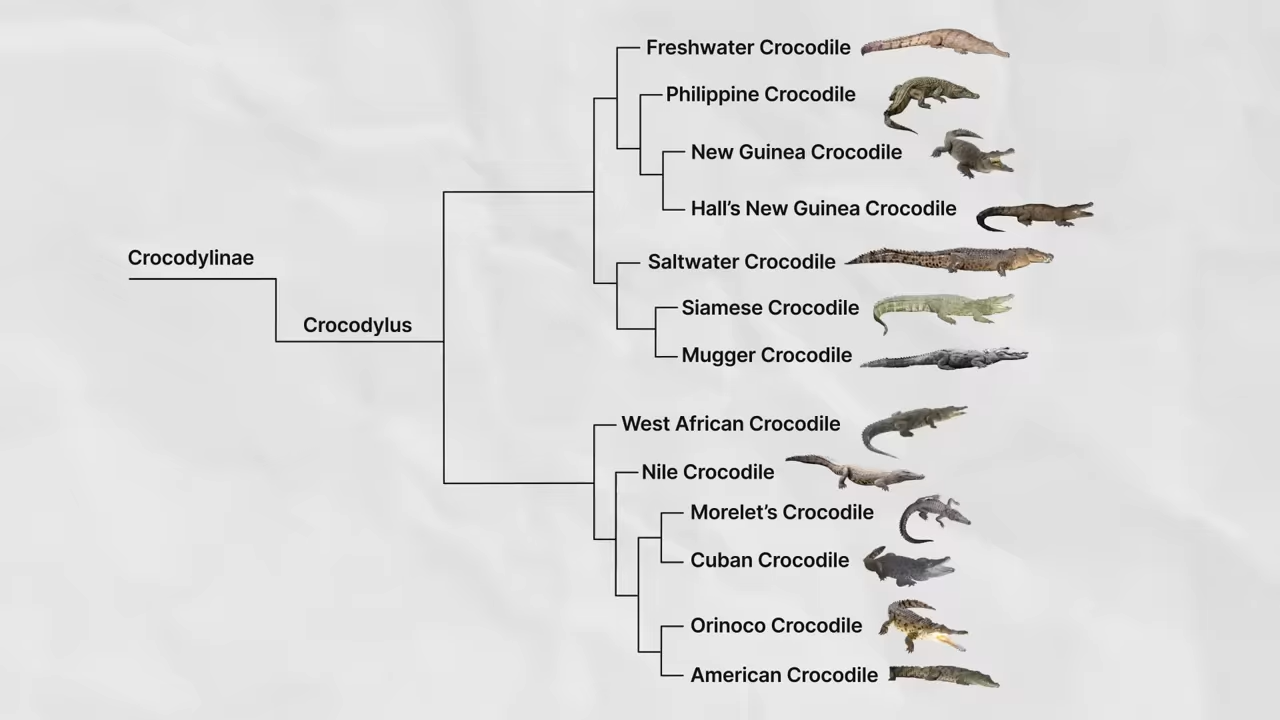 Freshwater Crocodile
Philippine Crocodile
New Guinea Crocodile
Hall’s New Guinea Crocodile
Crocodylinae
Saltwater Crocodile
Siamese Crocodile
Crocodylus
Mugger Crocodile
West African Crocodile
Nile Crocodile
Morelet’s Crocodile
Cuban Crocodile
Orinoco Crocodile
American Crocodile